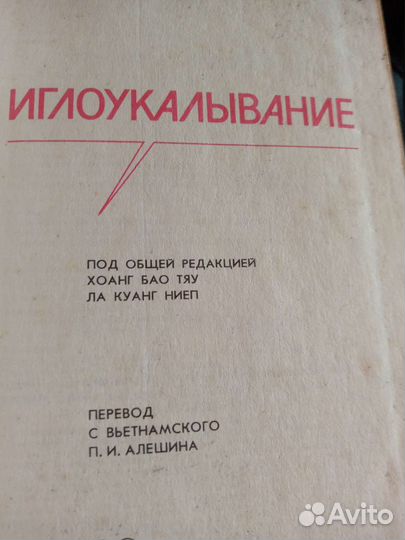 ИГЛОУКАЛЫВАНИЕ
ПОД ОБЩЕЙ РЕДАКЦИЕЙ
ХОАНГ БАО ТЯУ
ЛА КУАНГ НИЕП
ПЕРЕВОД
С ВЬЕТНАМСКОГО
П. И. АЛЕШИНА
Avito